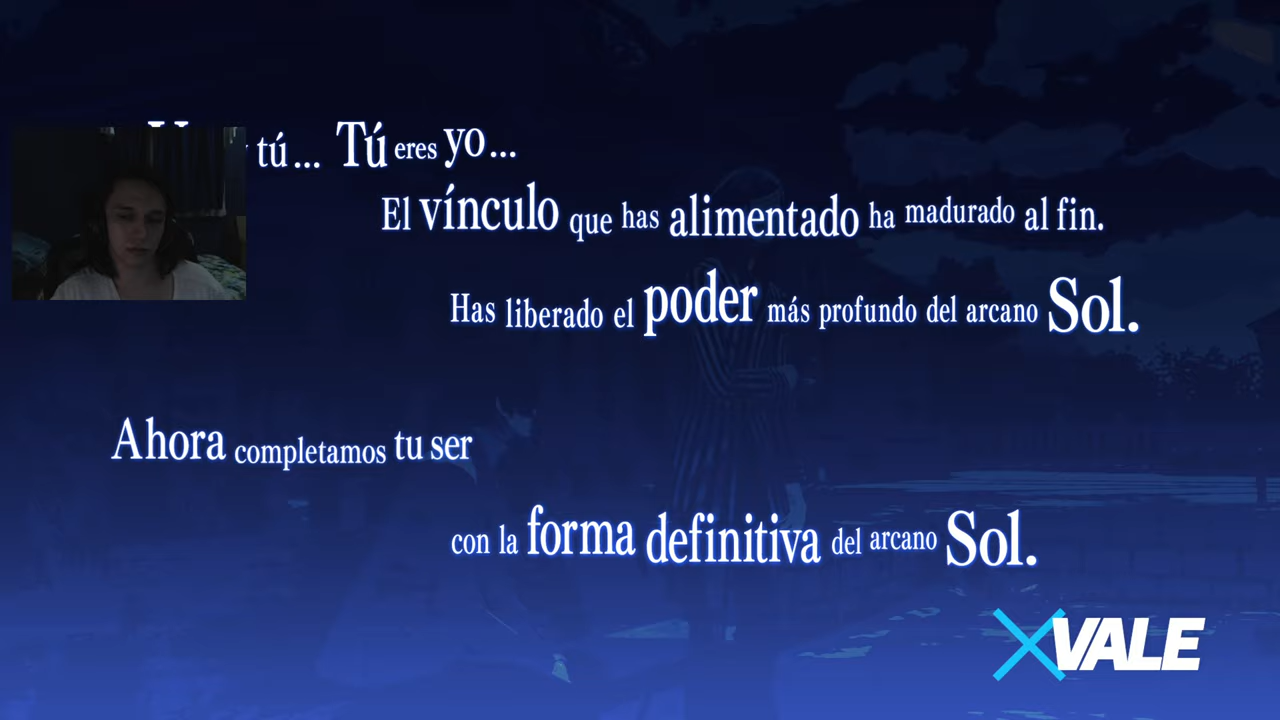 y tú... Tú eres yo...
El vínculo que has alimentado ha madurado al fin.
Has liberado el poder más profundo del arcano Sol.
Ahora completamos tu ser
con la forma definitiva del arcano Sol.
XVALE